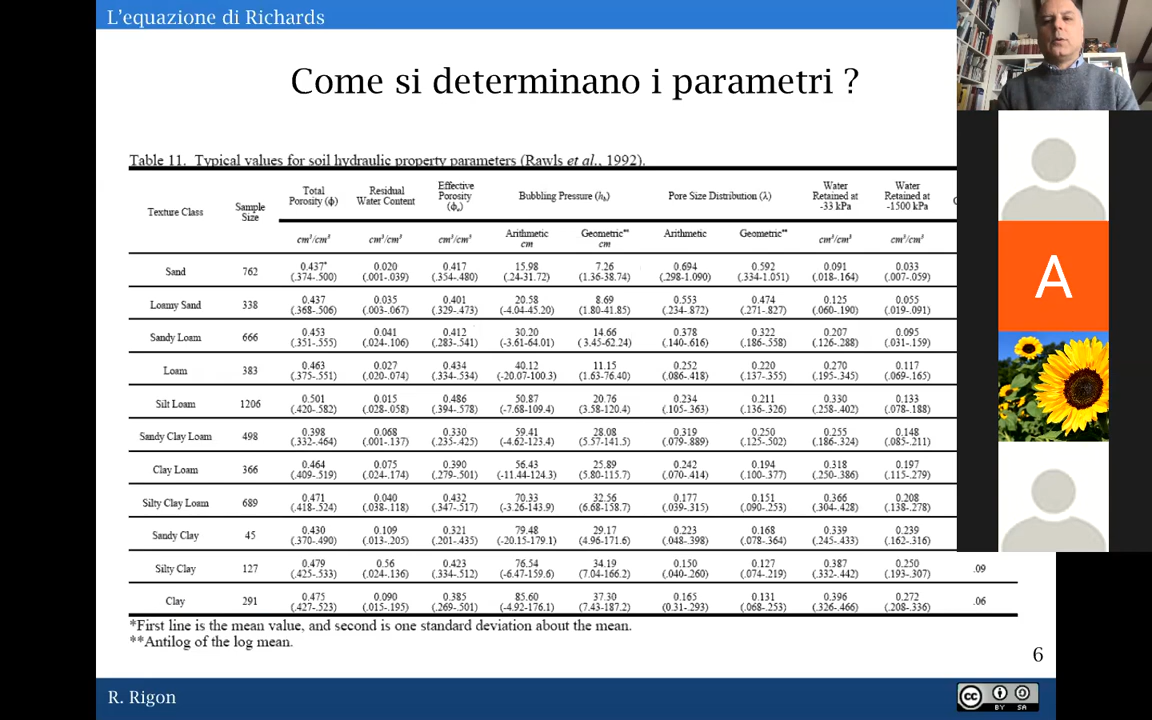 L'equazione di Richards
Come si determinano i parametri ?
Table 11. Typical values for soil hydraulic property parameters (Rawls et al., 1992).
Texture Class Sample Size Total Porosity (ϕ) Residual Water Content Effective Porosity (ϕe) Bubbling Pressure (hb) Pore Size Distribution (λ) Water Retained at -33 kPa Water Retained at -1500 kPa
cm³/cm³ cm³/cm³ cm³/cm³ Arithmetic cm Geometric** cm Arithmetic Geometric** cm³/cm³ cm³/cm³
Sand 762 0.437* 0.020 0.417 15.98 7.26 0.694 0.592 0.091 0.033
(.374-.500) (.001-.039) (.354-.480) (.24-31.72) (1.36-38.74) (.298-1.090) (.334-1.051) (.018-.164) (.007-.059)
Loamy Sand 338 0.437 0.035 0.401 20.58 8.69 0.553 0.474 0.125 0.055
(.368-.506) (.003-.067) (.329-.473) (-4.04-45.20) (1.80-41.85) (.234-.872) (.271-.827) (.060-.190) (.019-.091)
Sandy Loam 666 0.453 0.041 0.412 30.20 14.66 0.378 0.322 0.207 0.095
(.351-.555) (.024-.106) (.283-.541) (-3.61-64.01) ( 3.45-62.24) (.140-.616) (.186-.558) (.126-.288) (.031-.159)
Loam 383 0.463 0.027 0.434 40.12 11.15 0.252 0.220 0.270 0.117
(.375-.551) (.020-.074) (.334-.534) (-20.07-100.3) (1.63-76.40) (.086-.418) (.137-.355) (.195-.345) (.069-.165)
Silt Loam 1206 0.501 0.015 0.486 50.87 20.76 0.234 0.211 0.330 0.133
(.420-.582) (.028-.058) (.394-.578) (-7.68-109.4) (3.58-120.4) (.105-.363) (.136-.326) (.258-.402) (.078-.188)
Sandy Clay Loam 498 0.398 0.068 0.330 59.41 28.08 0.319 0.250 0.255 0.148
(.332-.464) (.001-.137) (.235-.425) (-4.62-123.4) (5.57-141.5) (.079-.889) (.125-.502) (.186-.324) (.085-.211)
Clay Loam 366 0.464 0.075 0.390 56.43 25.89 0.242 0.194 0.318 0.197
(.409-.519) (.024-.174) (.279-.501) (-11.44-124.3) (5.80-115.7) (.070-.414) (.100-.377) (.250-.386) (.115-.279)
Silty Clay Loam 689 0.471 0.040 0.432 70.33 32.56 0.177 0.151 0.366 0.208
(.418-.524) (.038-.118) (.347-.517) (-3.26-143.9) (6.68-158.7) (.039-.315) (.090-.253) (.304-.428) (.138-.278)
Sandy Clay 45 0.430 0.109 0.321 79.48 29.17 0.223 0.168 0.339 0.239
(.370-.490) (.013-.205) (.201-.435) (-20.15-179.1) (4.96-171.6) (.048-.398) (.078-.364) (.245-.433) (.162-.316)
Silty Clay 127 0.479 0.56 0.423 76.54 34.19 0.150 0.127 0.387 0.250 .09
(.425-.533) (.024-.136) (.334-.512) (-6.47-159.6) (7.04-166.2) (.040-.260) (.074-.219) (.332-.442) (.193-.307)
Clay 291 0.475 0.090 0.385 85.60 37.30 0.165 0.131 0.396 0.272 .06
(.427-.523) (.015-.195) (.269-.501) (-4.92-176.1) (7.43-187.2) (0.31-.293) (.068-.253) (.326-.466) (.208-.336)
*First line is the mean value, and second is one standard deviation about the mean.
**Antilog of the log mean.
6
R. Rigon
cc BY SA
A